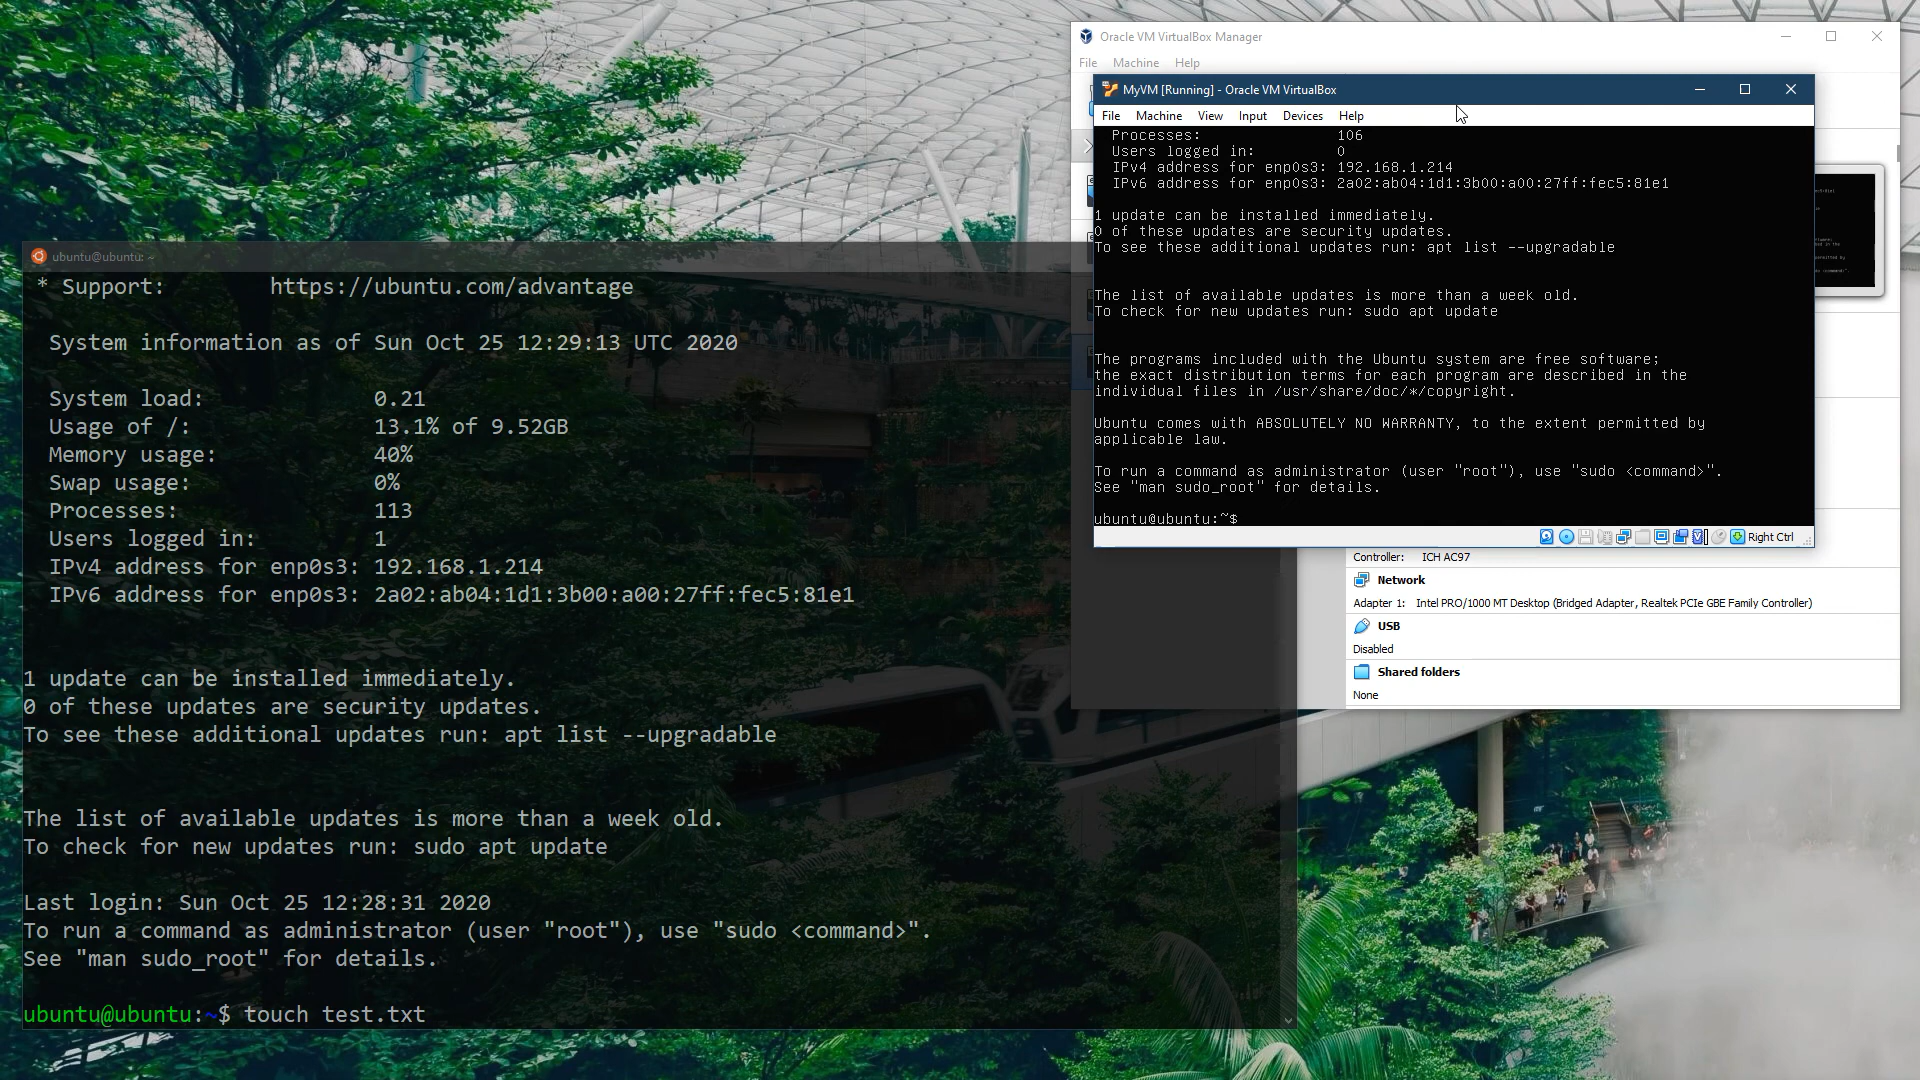 Oracle VM VirtualBox Manager
File Machine Help
MyVM [Running] - Oracle VM VirtualBox
File Machine View Input Devices Help
Processes: 106
Users logged in: 0
IPv4 address for enp0s3: 192.168.1.214
IPv6 address for enp0s3: 2a02:ab04:1d1:3b00:a00:27ff:fec5:81e1
1 update can be installed immediately.
0 of these updates are security updates.
To see these additional updates run: apt list --upgradable
The list of available updates is more than a week old.
To check for new updates run: sudo apt update
The programs included with the Ubuntu system are free software;
the exact distribution terms for each program are described in the
individual files in /usr/share/doc/*/copyright.
Ubuntu comes with ABSOLUTELY NO WARRANTY, to the extent permitted by
applicable law.
To run a command as administrator (user "root"), use "sudo <command>".
See "man sudo_root" for details.
ubuntu@ubuntu:~$
Right Ctrl
Controller: ICH AC97
Network
Adapter 1: Intel PRO/1000 MT Desktop (Bridged Adapter, Realtek PCIe GBE Family Controller)
USB
Disabled
Shared folders
None
ubuntu@ubuntu: ~
* Support: https://ubuntu.com/advantage
System information as of Sun Oct 25 12:29:13 UTC 2020
System load: 0.21
Usage of /: 13.1% of 9.52GB
Memory usage: 40%
Swap usage: 0%
Processes: 113
Users logged in: 1
IPv4 address for enp0s3: 192.168.1.214
IPv6 address for enp0s3: 2a02:ab04:1d1:3b00:a00:27ff:fec5:81e1
1 update can be installed immediately.
0 of these updates are security updates.
To see these additional updates run: apt list --upgradable
The list of available updates is more than a week old.
To check for new updates run: sudo apt update
Last login: Sun Oct 25 12:28:31 2020
To run a command as administrator (user "root"), use "sudo <command>".
See "man sudo_root" for details.
ubuntu@ubuntu:~$ touch test.txt